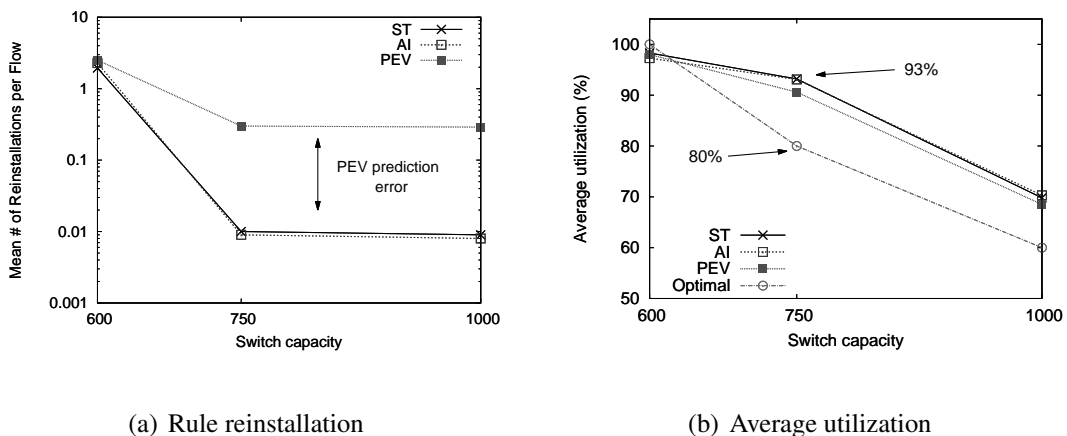 10
1
0.1
0.01
0.001
Mean # of Reinstallations per Flow
ST
AI
PEV
PEV prediction
error
600
750
1000
Switch capacity
(a) Rule reinstallation
100
90
80
70
60
50
Average utilization (%)
93%
80%
ST
AI
PEV
Optimal
600
750
1000
Switch capacity
(b) Average utilization